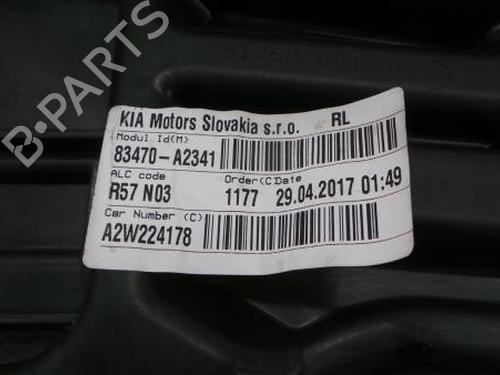 B-PARTS
KIA Motors Slovakia s.r.o. RL
Modul Id(M)
83470-A2341
ALC code Order(C) Date
R57 N03 1177 29.04.2017 01:49
Car Number (C)
A2W224178